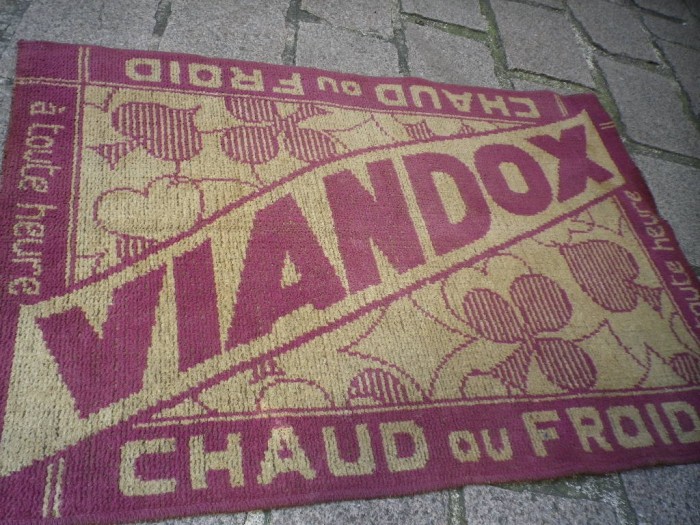 CHAUD ou FROID
à toute heure
VIANDOX
toute heure
CHAUD ou FROID